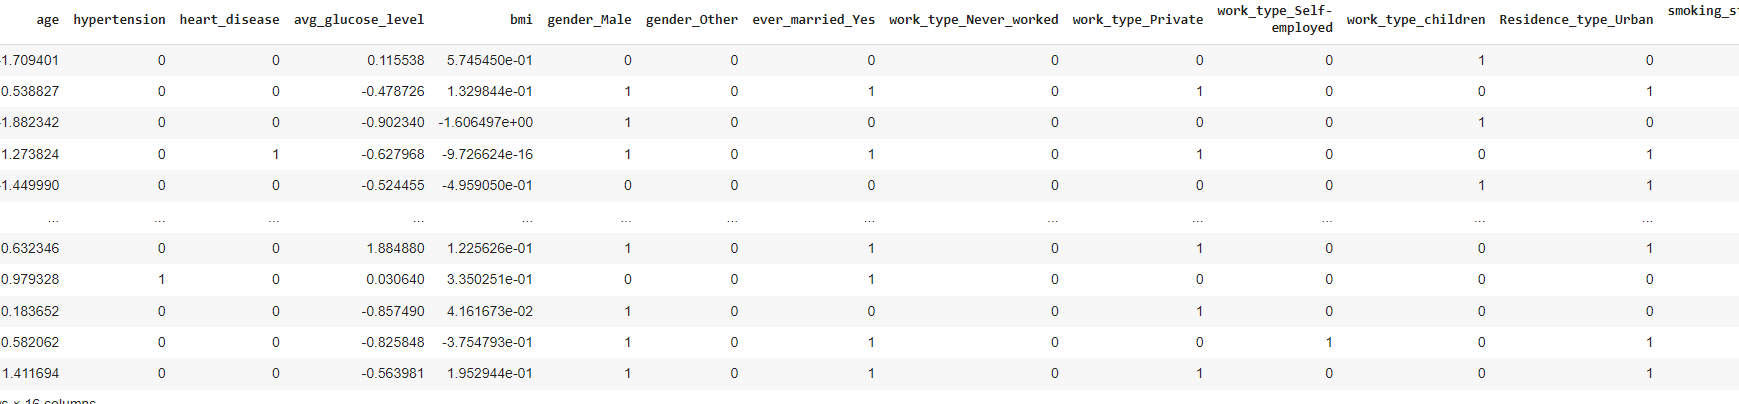 age hypertension heart_disease avg_glucose_level bmi gender_Male gender_Other ever_married_Yes work_type_Never_worked work_type_Private work_type_Self-employed work_type_children Residence_type_Urban smoking_st
-1.709401 0 0 0.115538 5.745450e-01 0 0 0 0 0 0 1 0
0.538827 0 0 -0.478726 1.329844e-01 1 0 1 0 1 0 0 1
-1.882342 0 0 -0.902340 -1.606497e+00 1 0 0 0 0 0 1 0
1.273824 0 1 -0.627968 -9.726624e-16 1 0 1 0 1 0 0 1
-1.449990 0 0 -0.524455 -4.959050e-01 0 0 0 0 0 0 1 1
... ... ... ... ... ... ... ... ... ... ... ... ...
0.632346 0 0 1.884880 1.225626e-01 1 0 1 0 1 0 0 1
0.979328 1 0 0.030640 3.350251e-01 0 0 1 0 0 0 0 0
0.183652 0 0 -0.857490 4.161673e-02 1 0 0 0 1 0 0 0
0.582062 0 0 -0.825848 -3.754793e-01 1 0 1 0 0 1 0 1
1.411694 0 0 -0.563981 1.952944e-01 1 0 1 0 1 0 0 1
× 16 columns